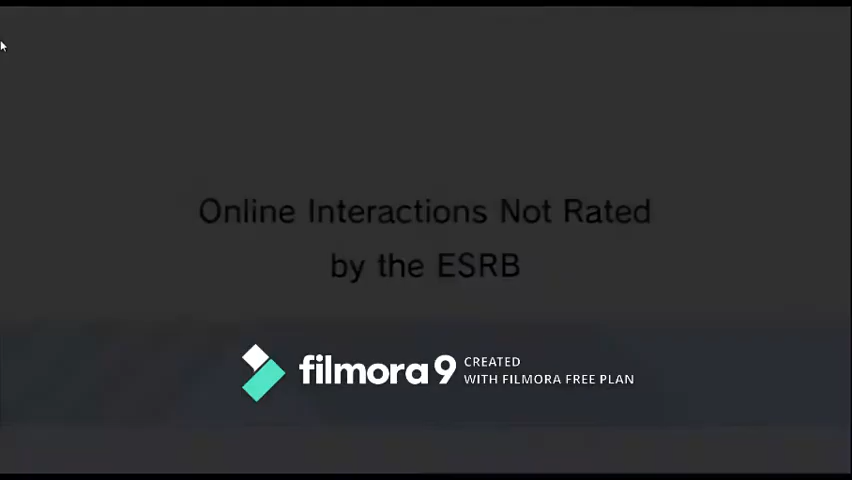 Online Interactions Not Rated
by the ESRB
filmora 9 CREATED
WITH FILMORA FREE PLAN